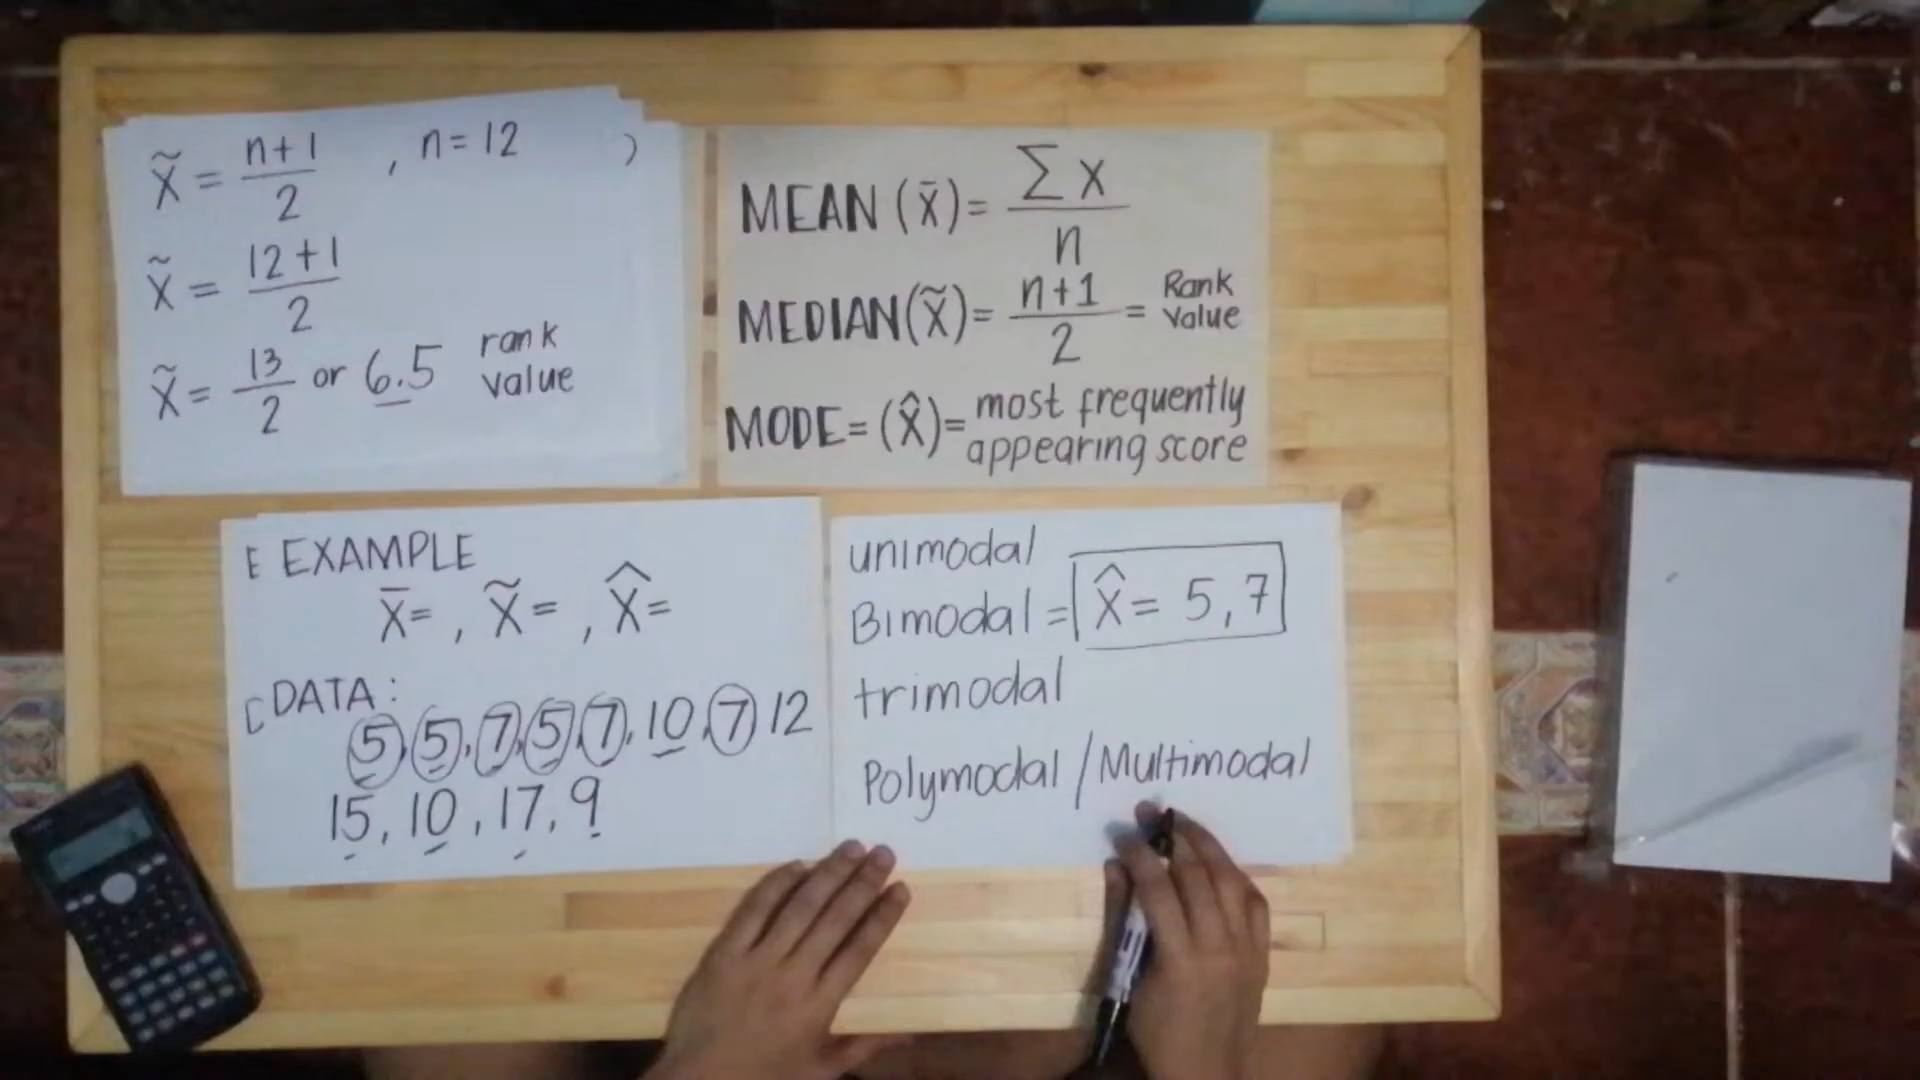 x̃ = n+1/2 , n=12 )
x̃ = 12+1/2
x̃ = 13/2 or 6.5 rank value
MEAN (x̄)= ∑x/n
MEDIAN(x̃)= n+1/2 = Rank Value
MODE= (x̂)= most frequently
appearing score
E EXAMPLE
x̄= , x̃= , x̂=
DATA:
5, 5, 7, 5, 7, 10, 7 12
15, 10, 17, 9
unimodal
Bimodal = x̂= 5,7
trimodal
Polymodal / Multimodal